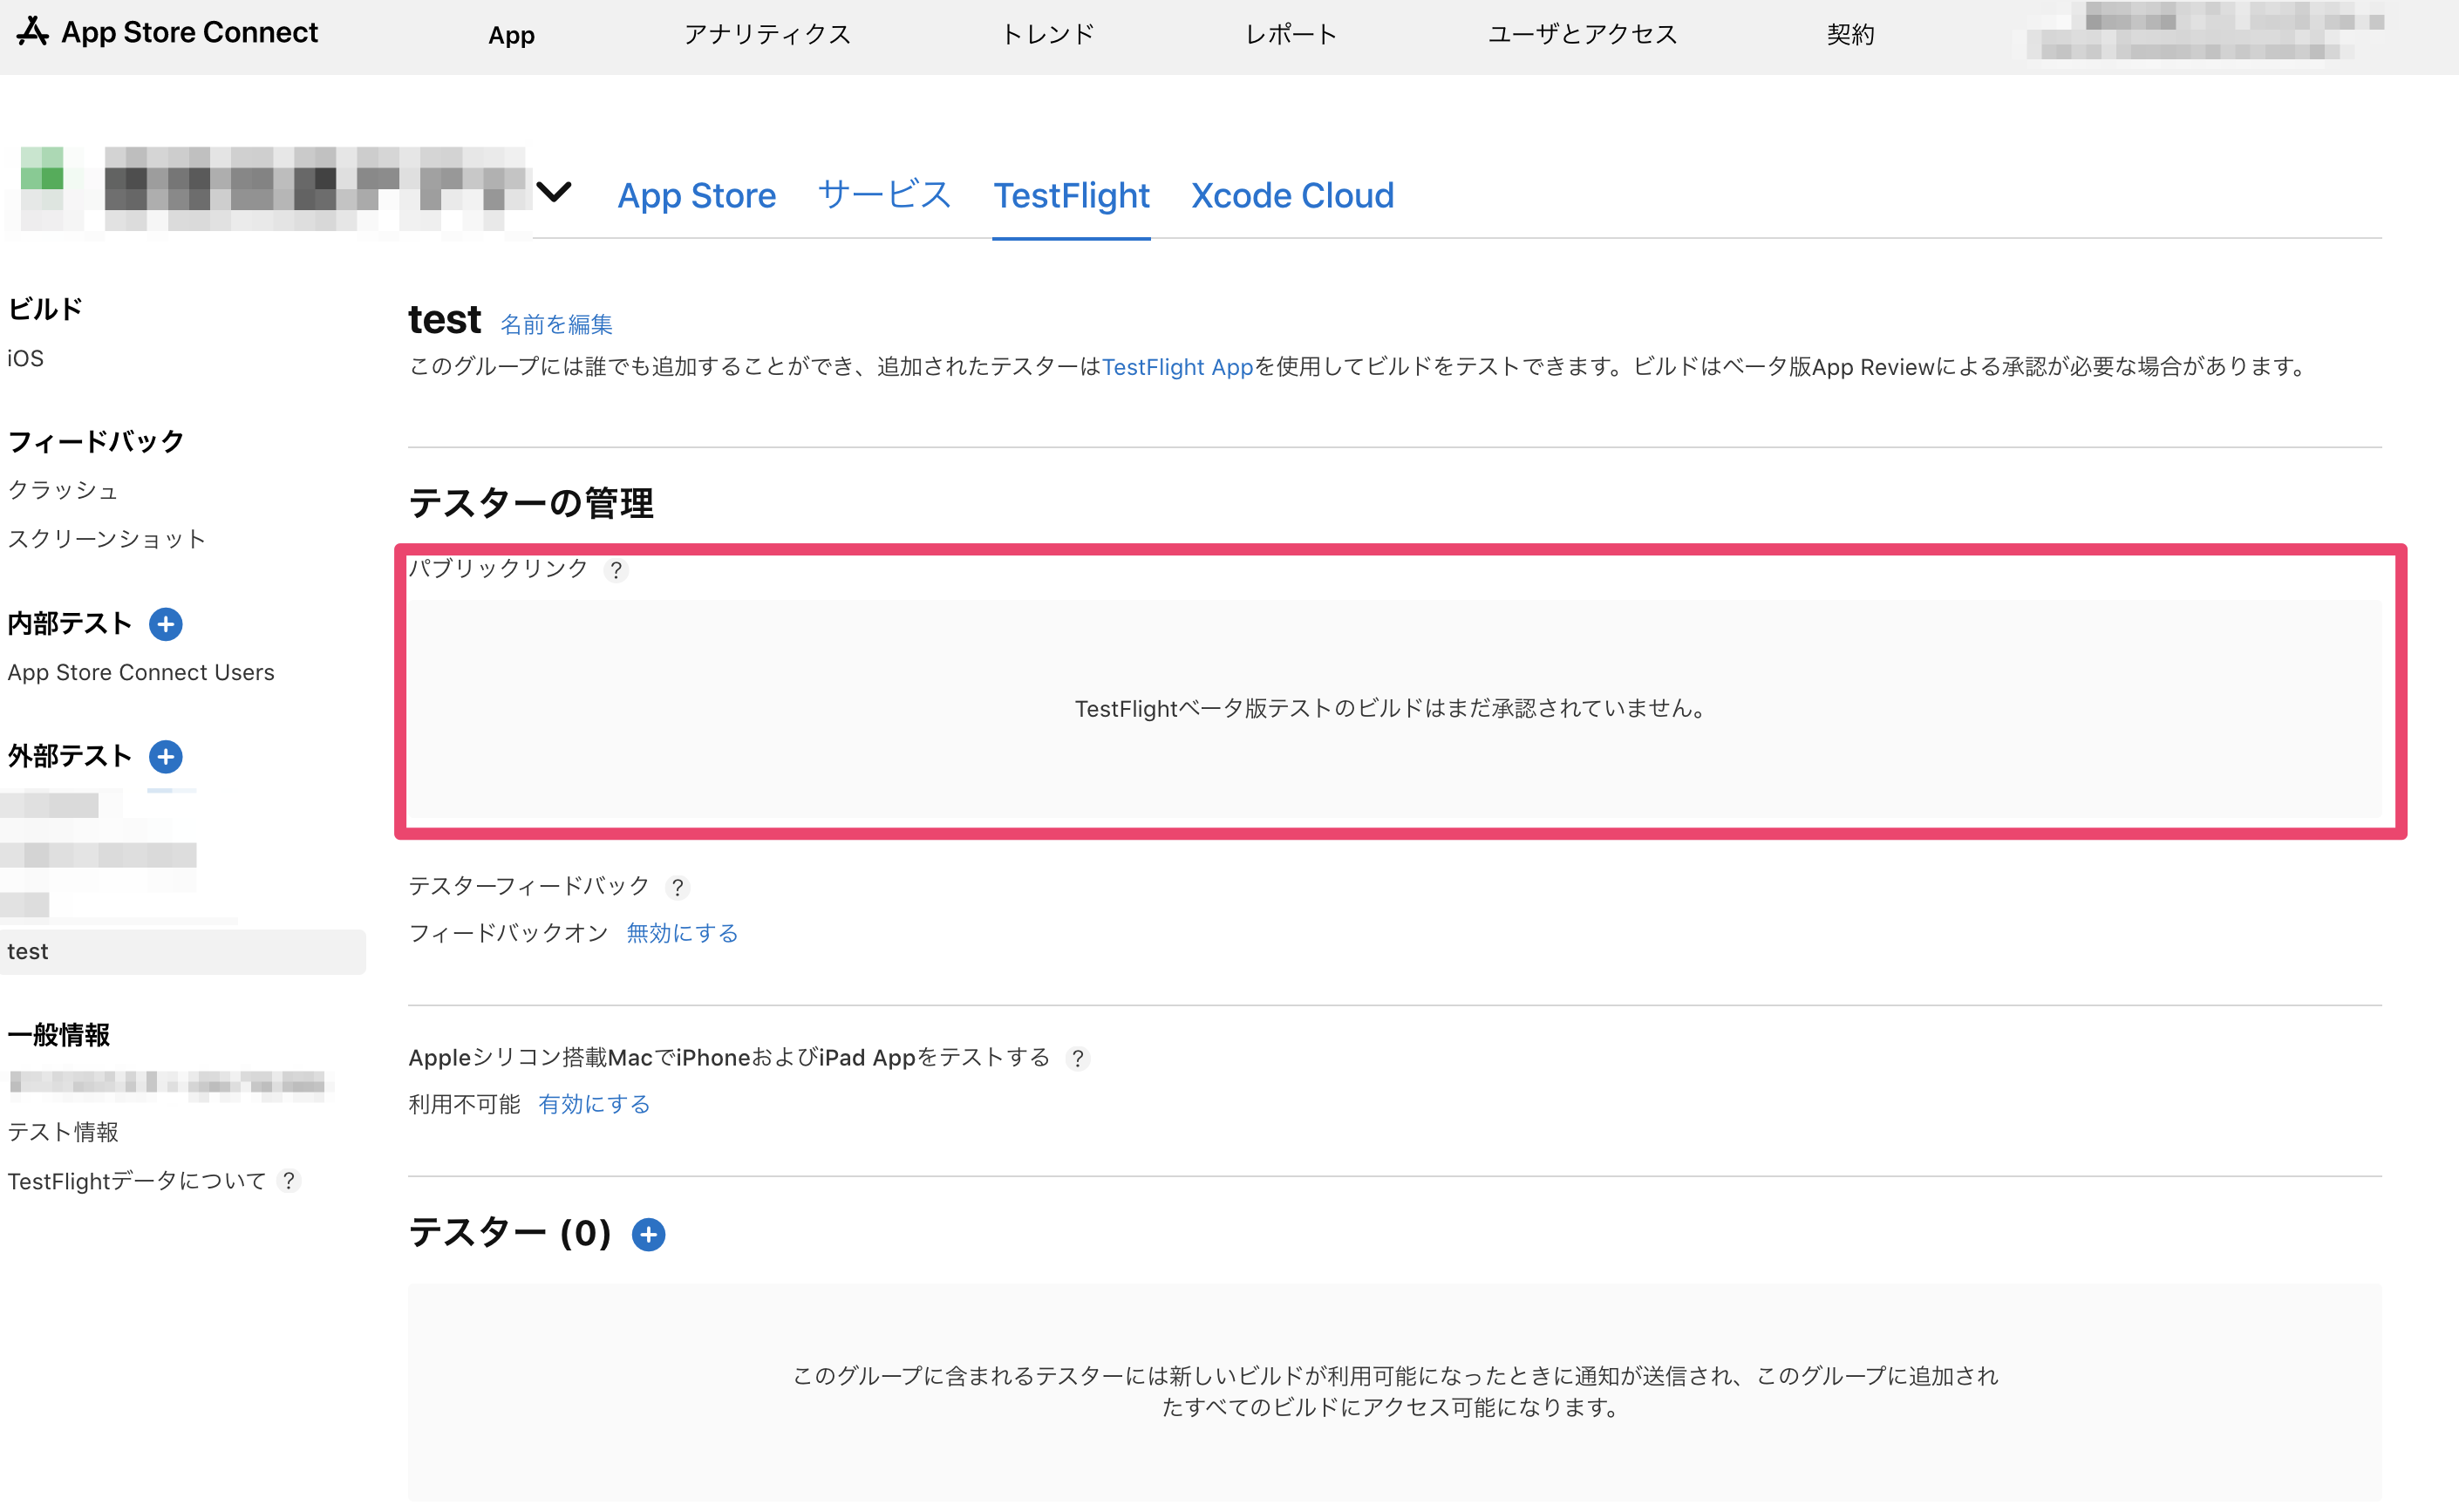 App Store Connect
App
アナリティクス
トレンド
レポート
ユーザとアクセス
契約
App Store
サービス
TestFlight
Xcode Cloud
ビルド
iOS
フィードバック
クラッシュ
スクリーンショット
内部テスト
App Store Connect Users
外部テスト
test
一般情報
テスト情報
TestFlightデータについて ?
test 名前を編集
このグループには誰でも追加することができ、追加されたテスターはTestFlight Appを使用してビルドをテストできます。ビルドはベータ版App Reviewによる承認が必要な場合があります。
テスターの管理
パブリックリンク ?
TestFlightベータ版テストのビルドはまだ承認されていません。
テスターフィードバック ?
フィードバックオン 無効にする
Appleシリコン搭載MacでiPhoneおよびiPad Appをテストする ?
利用不可能 有効にする
テスター (0)
このグループに含まれるテスターには新しいビルドが利用可能になったときに通知が送信され、このグループに追加され
たすべてのビルドにアクセス可能になります。